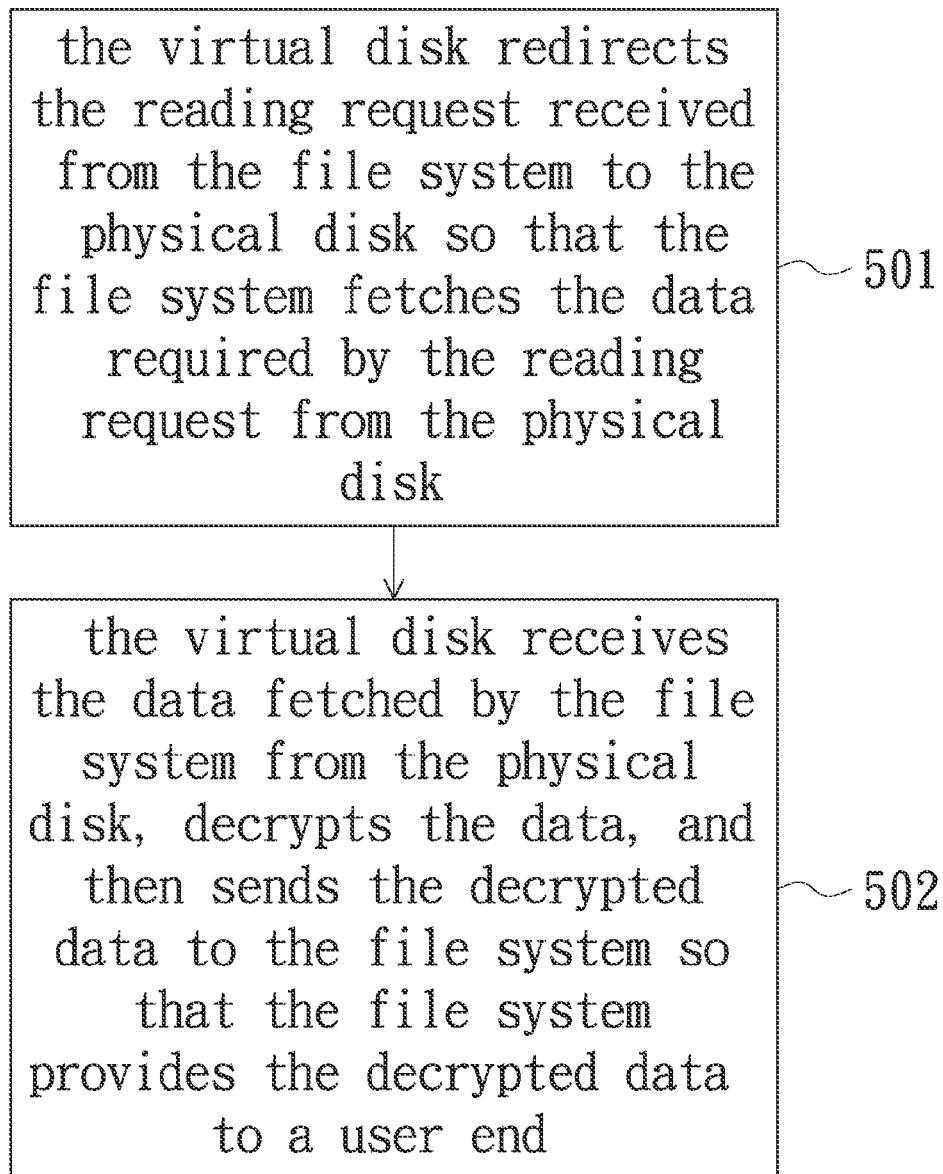 the virtual disk redirects
the reading request received
from the file system to the
physical disk so that the
file system fetches the data
required by the reading
request from the physical
disk
501
the virtual disk receives
the data fetched by the file
system from the physical
disk, decrypts the data, and
then sends the decrypted
data to the file system so
that the file system
provides the decrypted data
to a user end
502